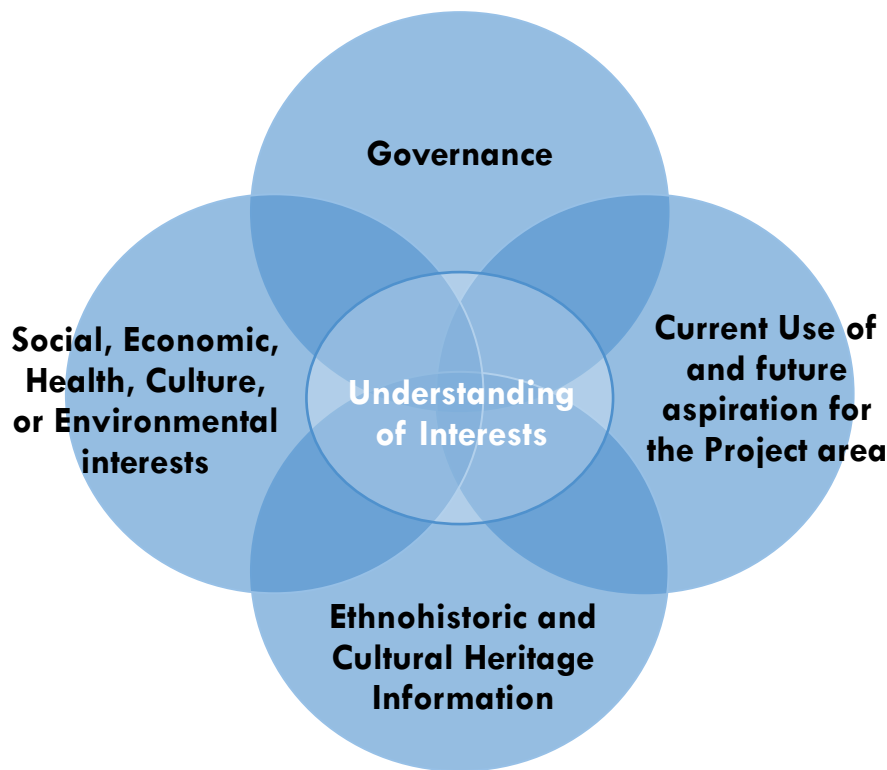 Governance
Social, Economic,
Health, Culture,
or Environmental
interests
Understanding
of Interests
Current Use of
and future
aspiration for
the Project area
Ethnohistoric and
Cultural Heritage
Information